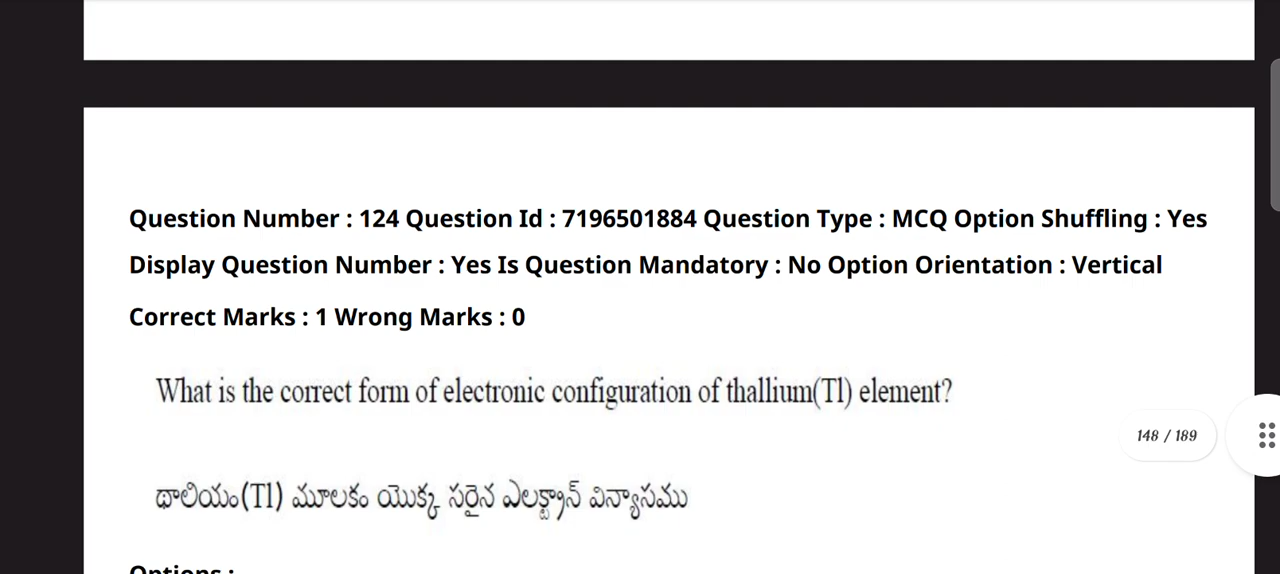 Question Number : 124 Question Id : 7196501884 Question Type : MCQ Option Shuffling : Yes
Display Question Number : Yes Is Question Mandatory : No Option Orientation : Vertical
Correct Marks : 1 Wrong Marks : 0
What is the correct form of electronic configuration of thallium(Tl) element?
148 / 189
థాలియం(Tl) మూలకం యొక్క సరైన ఎలక్ట్రాన్ విన్యాసము
Options :